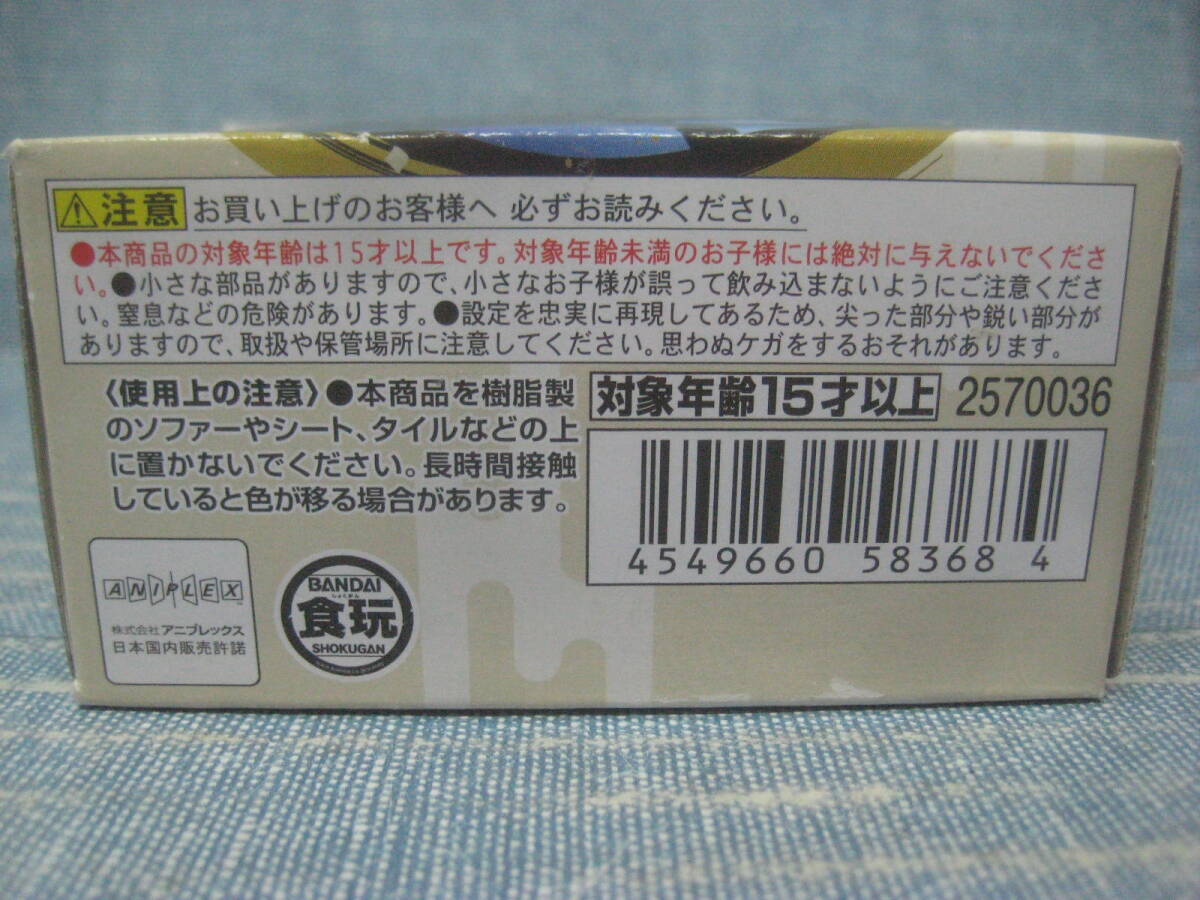 注意 お買い上げのお客様へ 必ずお読みください。
●本商品の対象年齢は15才以上です。対象年齢未満のお子様には絶対に与えないでくださ
い。●小さな部品がありますので、小さなお子様が誤って飲み込まないようにご注意くださ
い。窒息などの危険があります。●設定を忠実に再現してあるため、尖った部分や鋭い部分が
ありますので、取扱や保管場所に注意してください。思わぬケガをするおそれがあります。
〈使用上の注意〉●本商品を樹脂製
のソファーやシート、タイルなどの上
に置かないでください。長時間接触
していると色が移る場合があります。
対象年齢15才以上 2570036
4549660 58368 4
ANIPLEX
株式会社 アニプレックス
日本国内販売許諾
BANDAI
しょくがん
食玩
SHOKUGAN